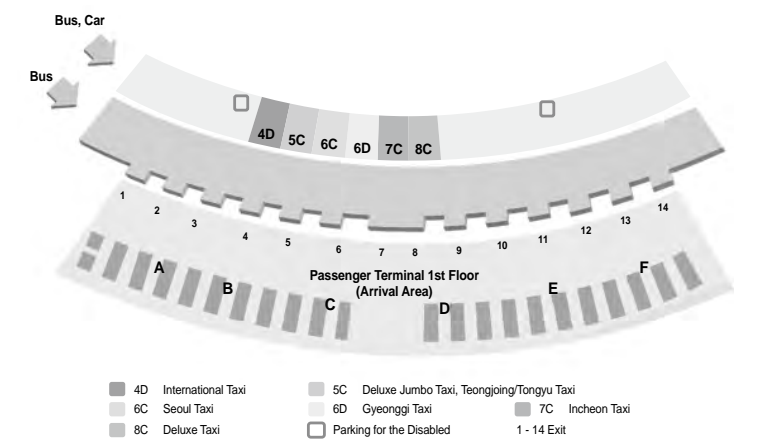 Bus, Car
Bus
4D
5C
6C
6D
7C
8C
1
2
3
4
5
6
7
8
9
10
11
12
13
14
A
B
C
D
E
F
Passenger Terminal 1st Floor
(Arrival Area)
4D International Taxi
5C Deluxe Jumbo Taxi, Teongjoing/Tongyu Taxi
6C Seoul Taxi
6D Gyeonggi Taxi
7C Incheon Taxi
8C Deluxe Taxi
Parking for the Disabled
1 - 14 Exit